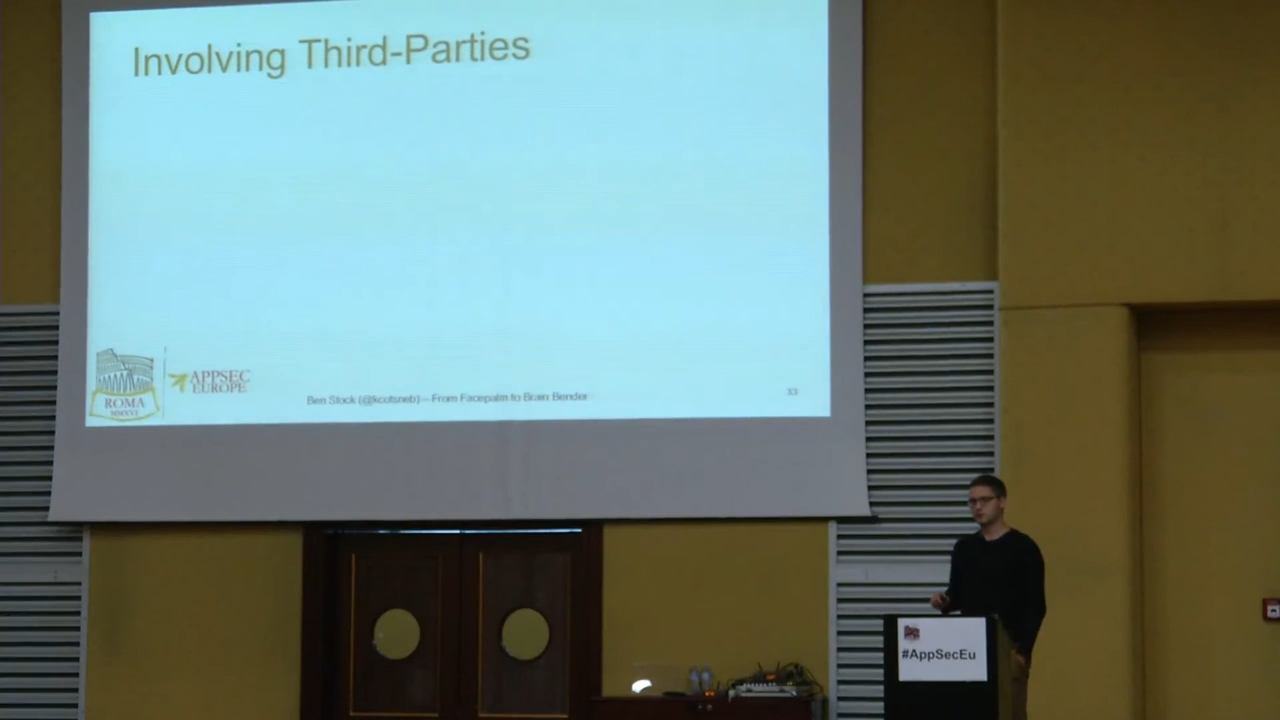 Involving Third-Parties
ROMA
MMXVI
APPSEC
EUROPE
Ben Stock (@kcotsneb) – From Facepalm to Brain Bender
33
#AppSecEu